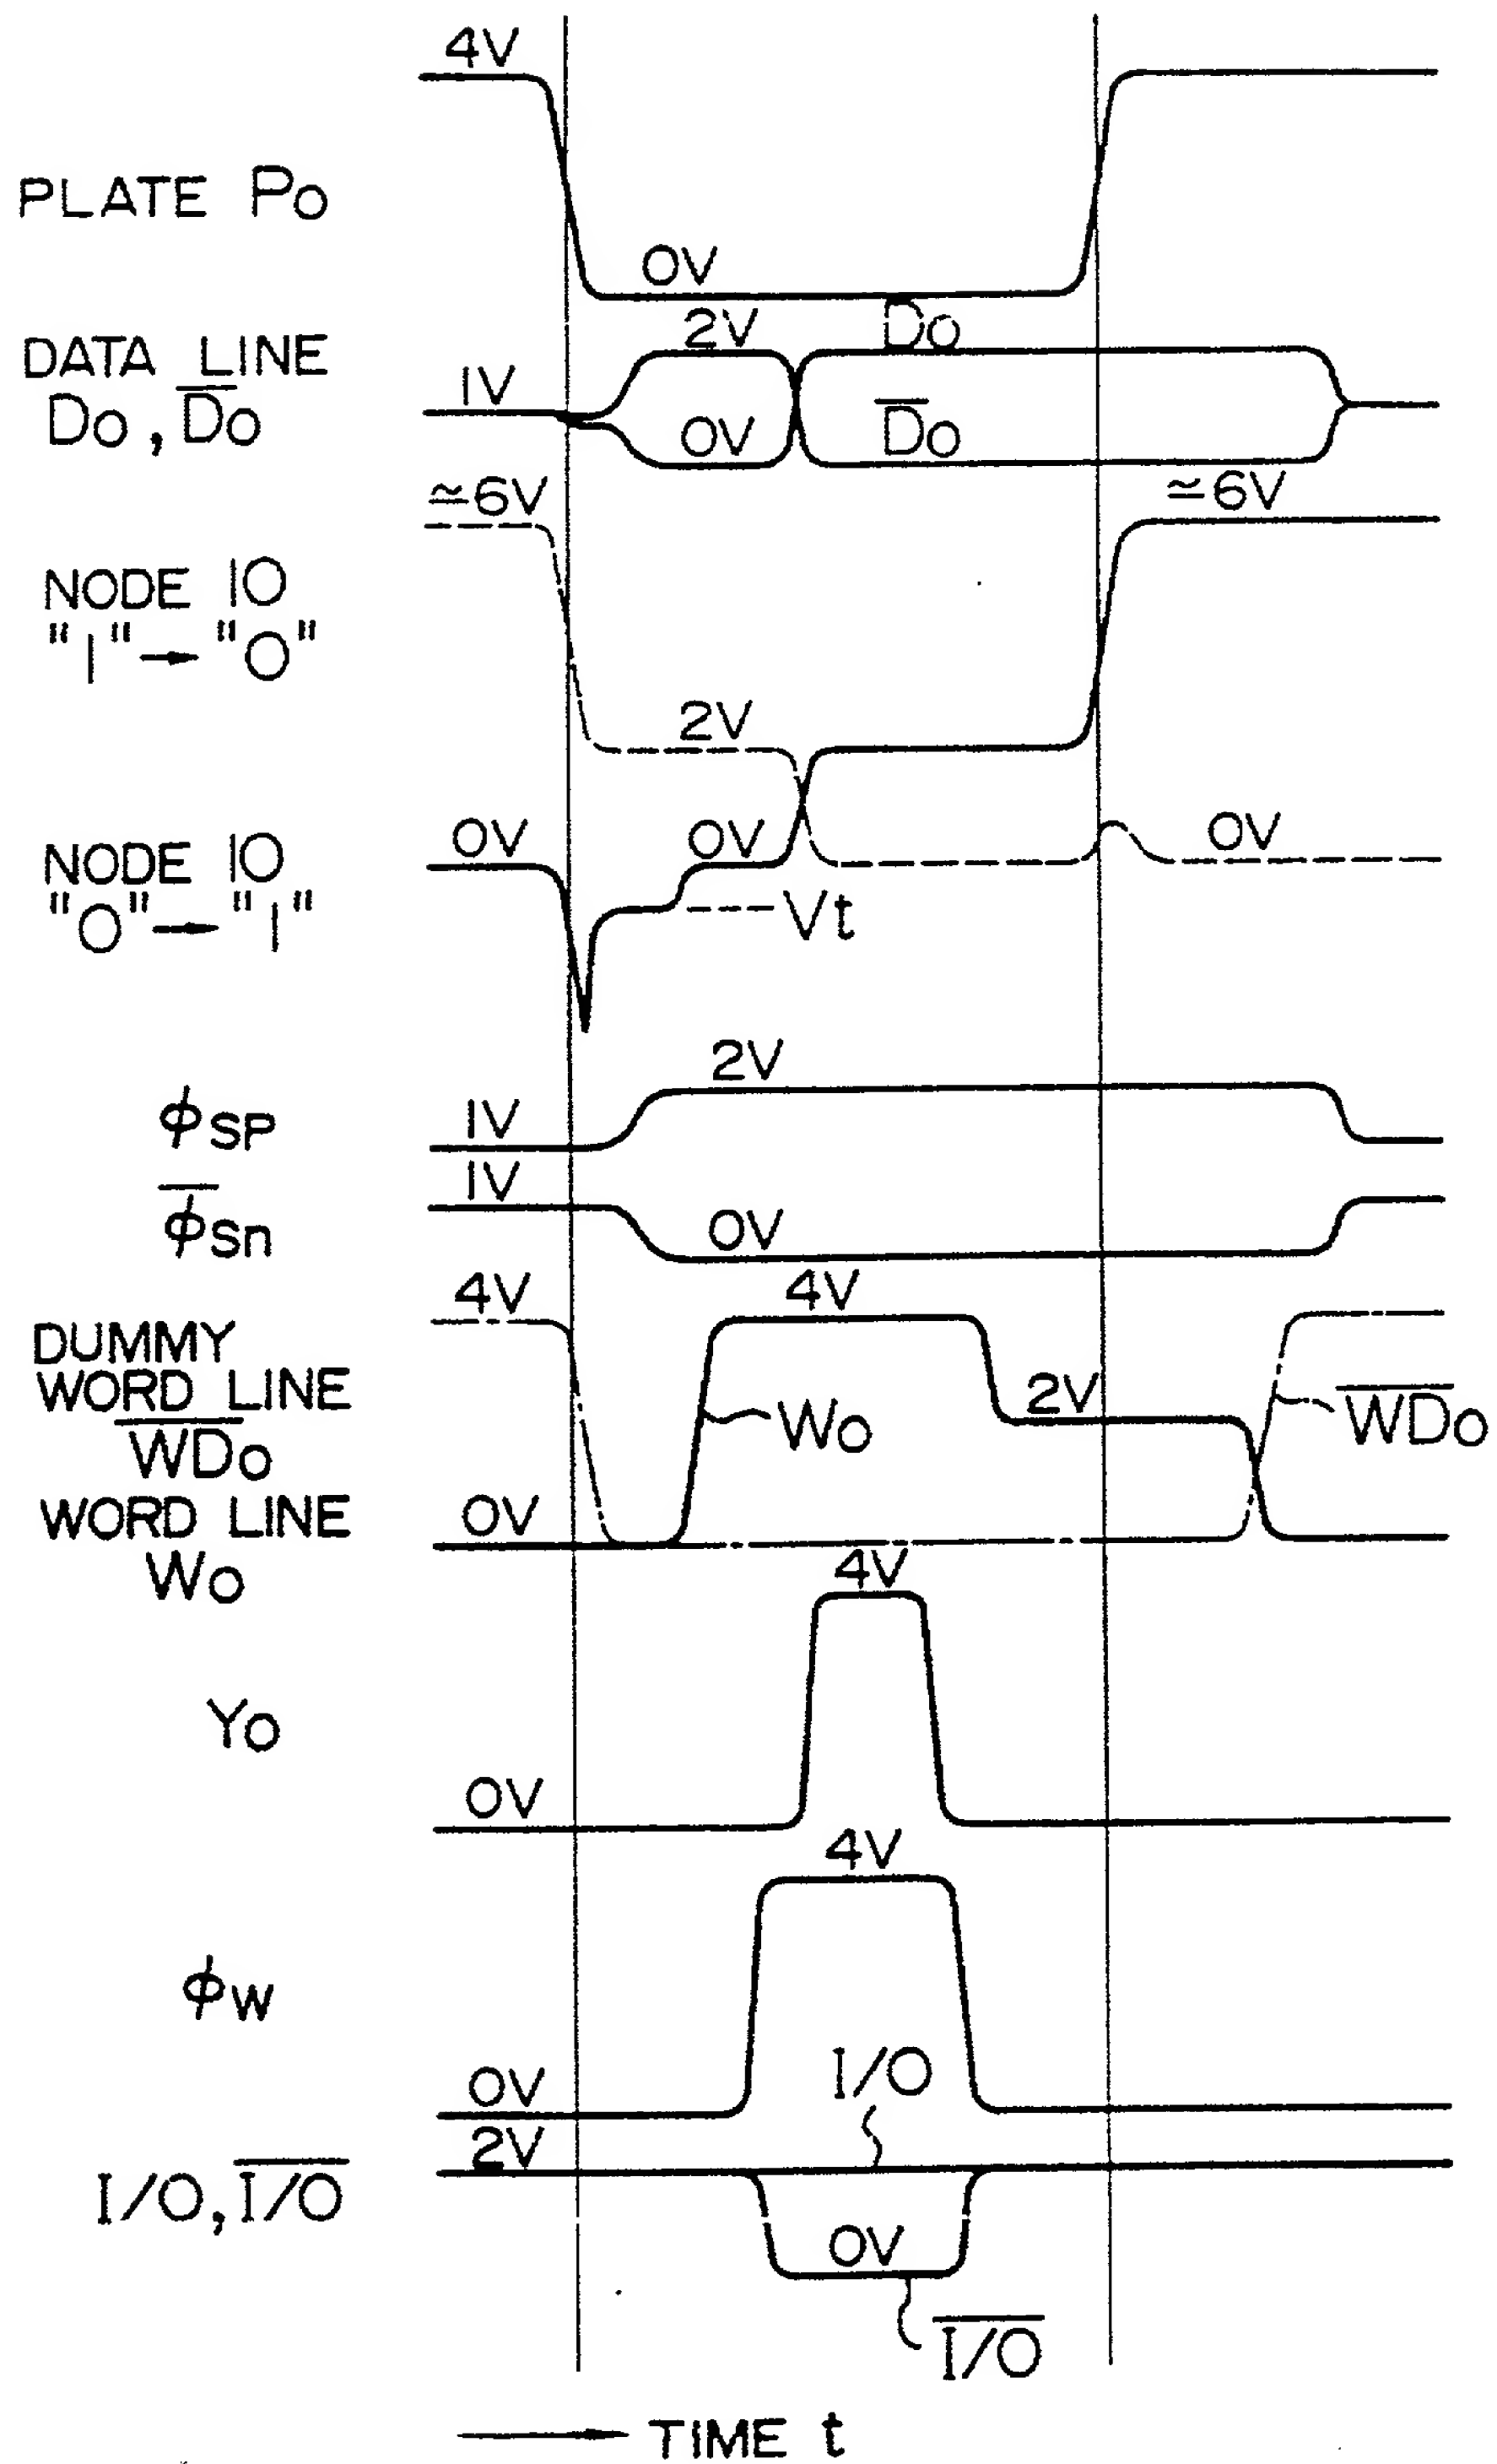 4V
PLATE Po
0V
2V
Do
DATA LINE
1V
Do, D̅o̅
0V
D̅o̅
≃6V
≃6V
NODE 10
"1" → "0"
2V
0V
0V
0V
NODE 10
"0" → "1"
Vt
2V
ϕSP
1V
1V
ϕ̅Sn
0V
4V
4V
DUMMY
WORD LINE
W̅D̅o̅
2V
Wo
W̅D̅o̅
WORD LINE
Wo
0V
4V
Yo
0V
4V
ϕW
I/O
0V
2V
I/O, I̅/̅O̅
0V
I̅/̅O̅
→ TIME t